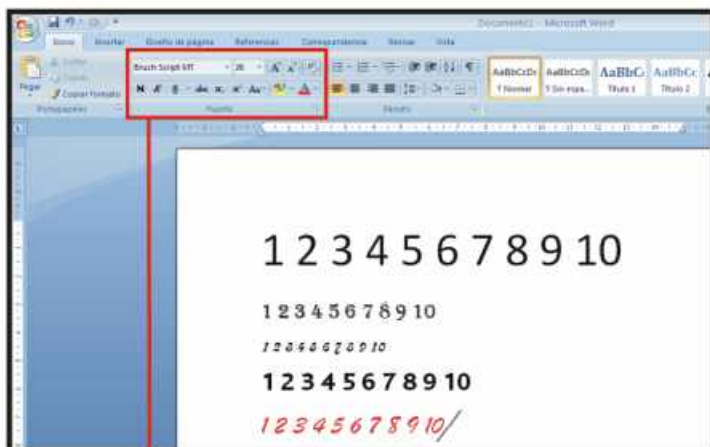 Documento1 - Microsoft Word
Inicio Insertar Diseño de página Referencias Correspondencia Revisar Vista
Pegar
Copiar formato
Brush Script MT 28
N K S abc x₂ x² Aa A
Portapapeles Fuente Párrafo
AaBbCcDc AaBbCcDc AaBbC AaBbCc
¶ Normal ¶ Sin espa... Título 1 Título 2
1 2 3 4 5 6 7 8 9 10
1 2 3 4 5 6 7 8 9 10
1 2 3 4 5 6 7 8 9 10
1 2 3 4 5 6 7 8 9 10
1 2 3 4 5 6 7 8 9 10/